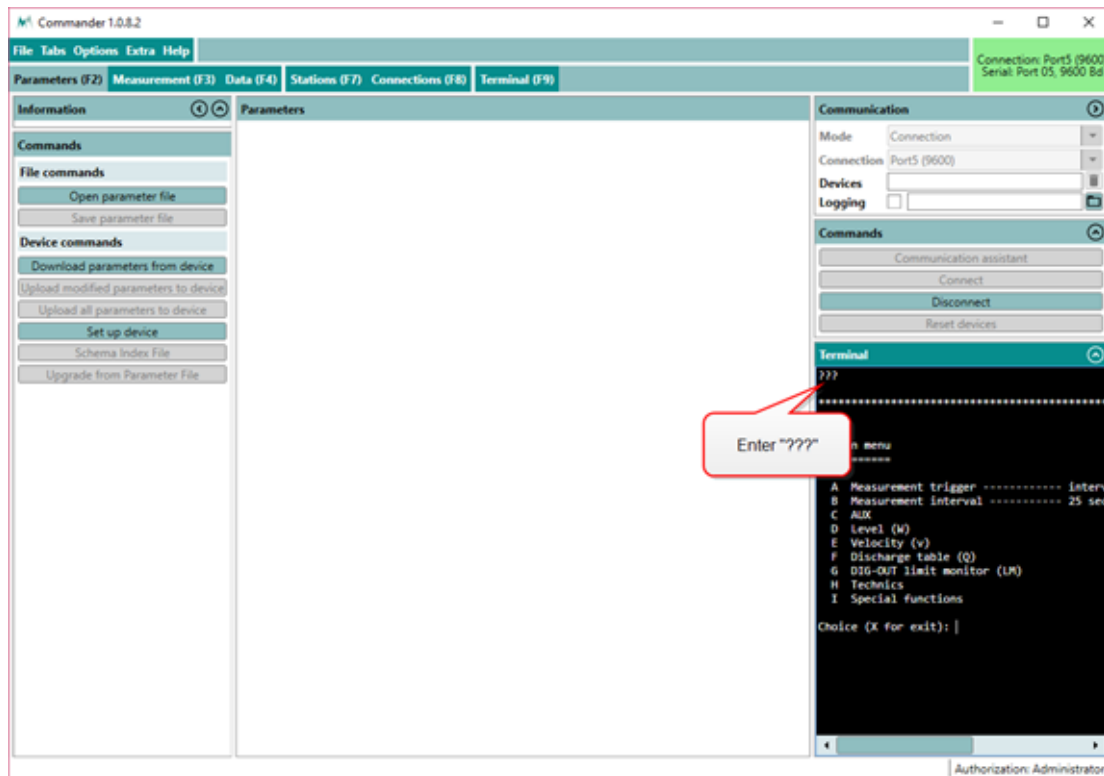 Commander 1.0.8.2
File Tabs Options Extra Help
Connection: Port5 (9600
Serial: Port 05, 9600 Bd
Parameters (F2) Measurement (F3) Data (F4) Stations (F7) Connections (F8) Terminal (F9)
Information
Commands
File commands
Open parameter file
Save parameter file
Device commands
Download parameters from device
Upload modified parameters to device
Upload all parameters to device
Set up device
Schema Index File
Upgrade from Parameter File
Parameters
Communication
Mode Connection
Connection Port5 (9600)
Devices
Logging
Commands
Communication assistant
Connect
Disconnect
Reset devices
Terminal
???
*********************************************
Enter "???"
n menu
======
A Measurement trigger ------------ interv
B Measurement interval ----------- 25 sec
C AUX
D Level (W)
E Velocity (v)
F Discharge table (Q)
G DIG-OUT limit monitor (LM)
H Technics
I Special functions
Choice (X for exit):
Authorization: Administrator